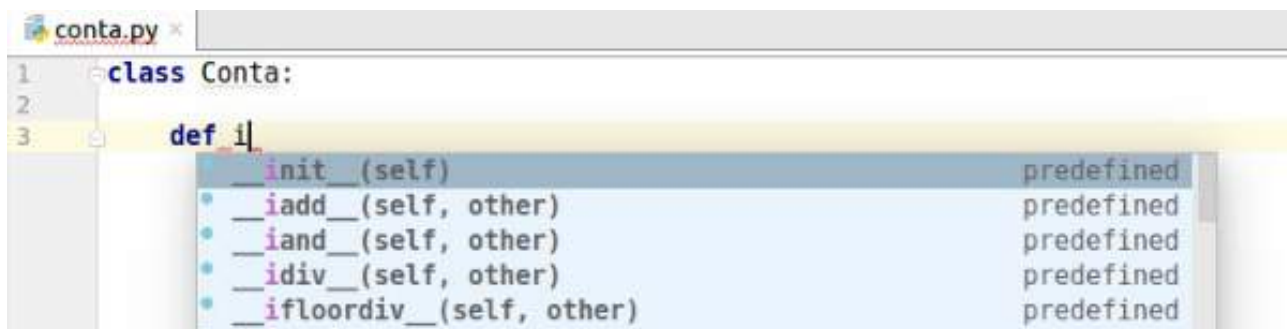 conta.py ×
1 class Conta:
2
3 def i
__init__(self) predefined
__iadd__(self, other) predefined
__iand__(self, other) predefined
__idiv__(self, other) predefined
__ifloordiv__(self, other) predefined